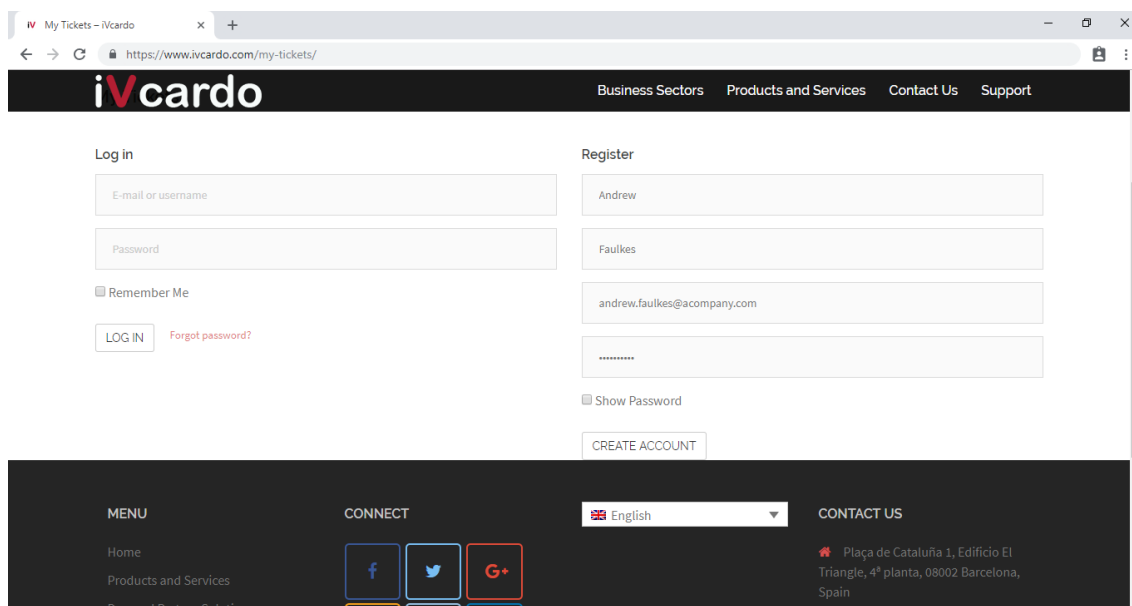 iV My Tickets – iVcardo
https://www.ivcardo.com/my-tickets/
iVcardo
Business Sectors Products and Services Contact Us Support
Log in
E-mail or username
Password
Remember Me
LOG IN Forgot password?
Register
Andrew
Faulkes
andrew.faulkes@acompany.com
••••••••••
Show Password
CREATE ACCOUNT
MENU
Home
Products and Services
CONNECT
f
G+
English
CONTACT US
Plaça de Cataluña 1, Edificio El
Triangle, 4ª planta, 08002 Barcelona,
Spain